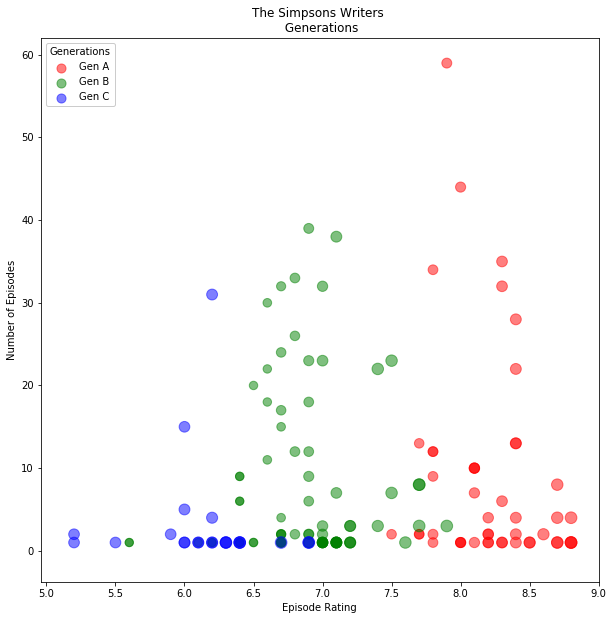 The Simpsons Writers
Generations
Generations
Gen A
Gen B
Gen C
60
50
40
30
20
10
0
Number of Episodes
5.0 5.5 6.0 6.5 7.0 7.5 8.0 8.5 9.0
Episode Rating